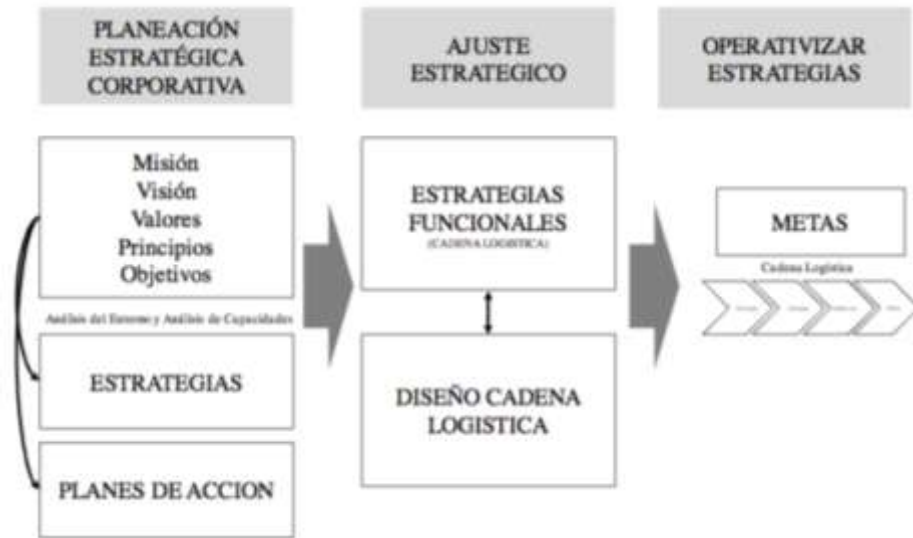 PLANEACIÓN
ESTRATÉGICA
CORPORATIVA
AJUSTE
ESTRATEGICO
OPERATIVIZAR
ESTRATEGIAS
Misión
Visión
Valores
Principios
Objetivos
Análisis del Entorno y Análisis de Capacidades
ESTRATEGIAS
PLANES DE ACCION
ESTRATEGIAS
FUNCIONALES
(CADENA LOGISTICA)
DISEÑO CADENA
LOGISTICA
METAS
Cadena Logística